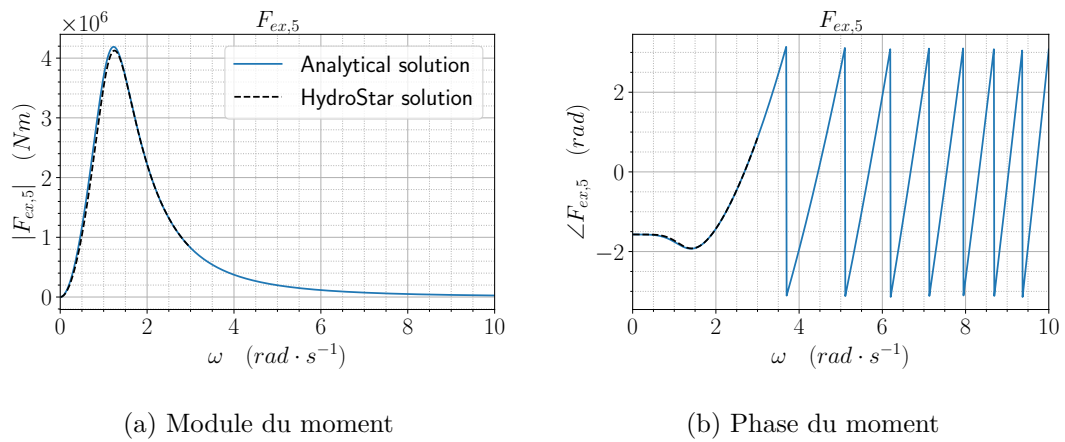 ×10⁶
F_{ex,5}
|F_{ex,5}| (Nm)
4
3
2
1
0
Analytical solution
HydroStar solution
0 2 4 6 8 10
ω (rad · s⁻¹)
(a) Module du moment
F_{ex,5}
∠F_{ex,5} (rad)
2
0
−2
0 2 4 6 8 10
ω (rad · s⁻¹)
(b) Phase du moment